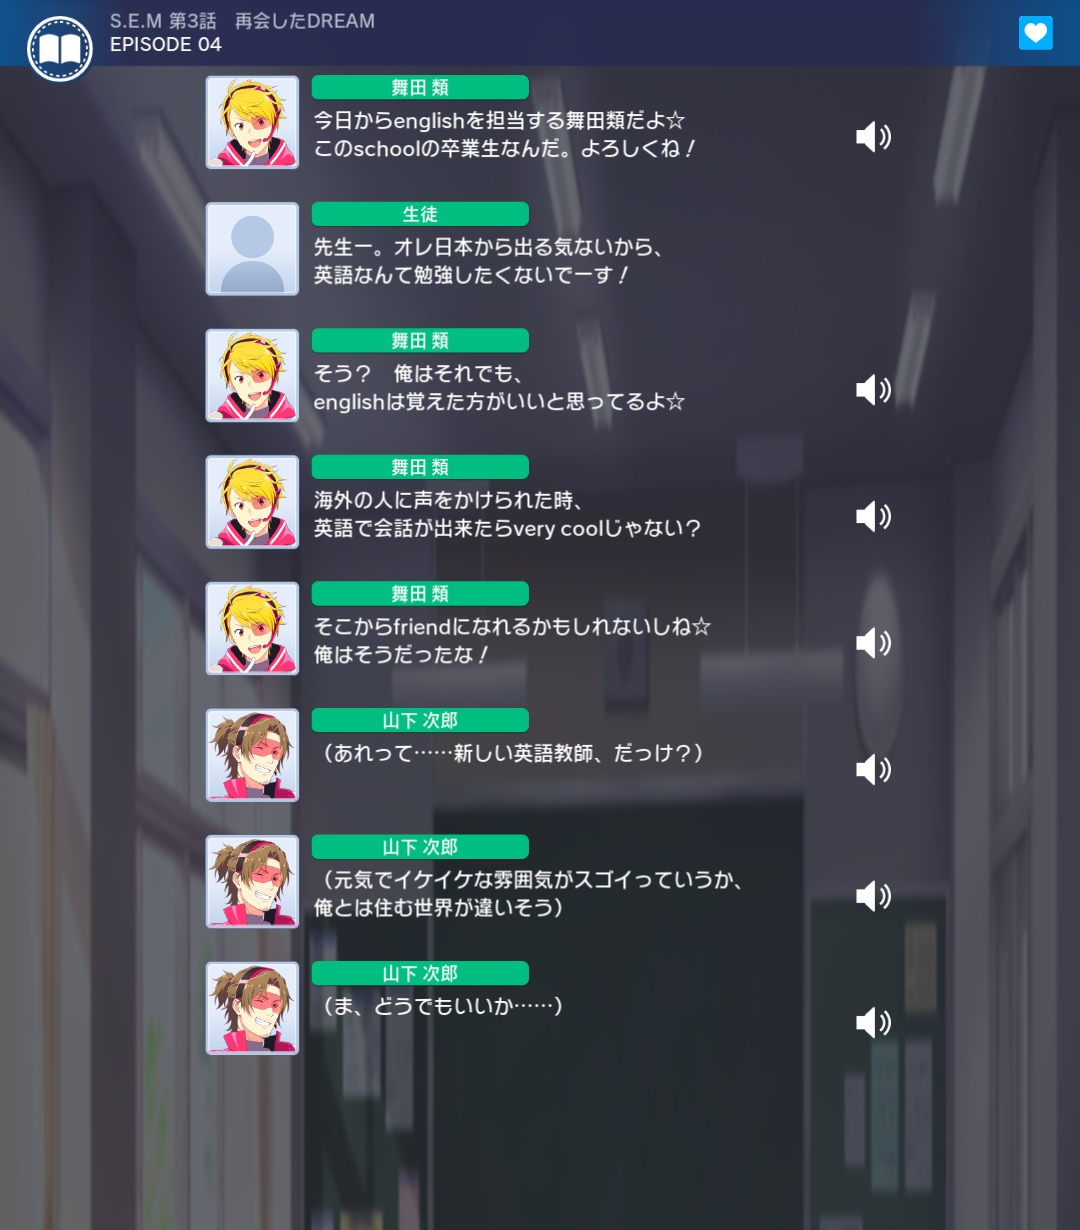 S.E.M 第3話　再会したDREAM
EPISODE 04
舞田 類
今日からenglishを担当する舞田類だよ☆
このschoolの卒業生なんだ。よろしくね！
生徒
先生ー。オレ日本から出る気ないから、
英語なんて勉強したくないでーす！
舞田 類
そう？　俺はそれでも、
englishは覚えた方がいいと思ってるよ☆
舞田 類
海外の人に声をかけられた時、
英語で会話が出来たらvery coolじゃない？
舞田 類
そこからfriendになれるかもしれないしね☆
俺はそうだったな！
山下 次郎
（あれって……新しい英語教師、だっけ？）
山下 次郎
（元気でイケイケな雰囲気がスゴイっていうか、
俺とは住む世界が違いそう）
山下 次郎
（ま、どうでもいいか……）